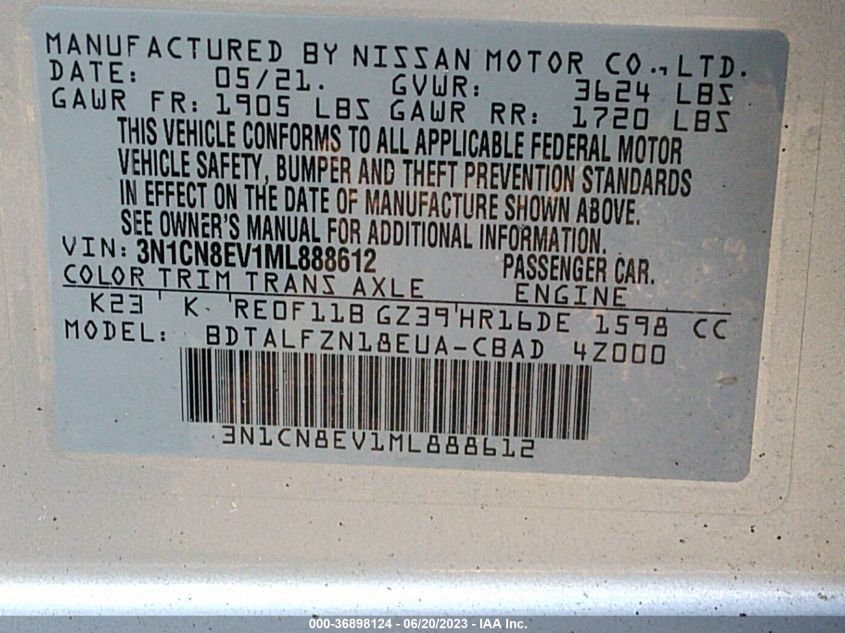 MANUFACTURED BY NISSAN MOTOR CO., LTD.
DATE: 05/21. GVWR: 3624 LBS
GAWR FR: 1905 LBS GAWR RR: 1720 LBS
THIS VEHICLE CONFORMS TO ALL APPLICABLE FEDERAL MOTOR
VEHICLE SAFETY, BUMPER AND THEFT PREVENTION STANDARDS
IN EFFECT ON THE DATE OF MANUFACTURE SHOWN ABOVE.
SEE OWNER'S MANUAL FOR ADDITIONAL INFORMATION.
VIN: 3N1CN8EV1ML888612 PASSENGER CAR.
COLOR TRIM TRANS AXLE ENGINE
K23 K RE0F11B GZ39 HR16DE 1598 CC
MODEL: BDTALFZN18EUA-CBAD 4Z000
3N1CN8EV1ML888612
000-36898124 - 06/20/2023 - IAA Inc.